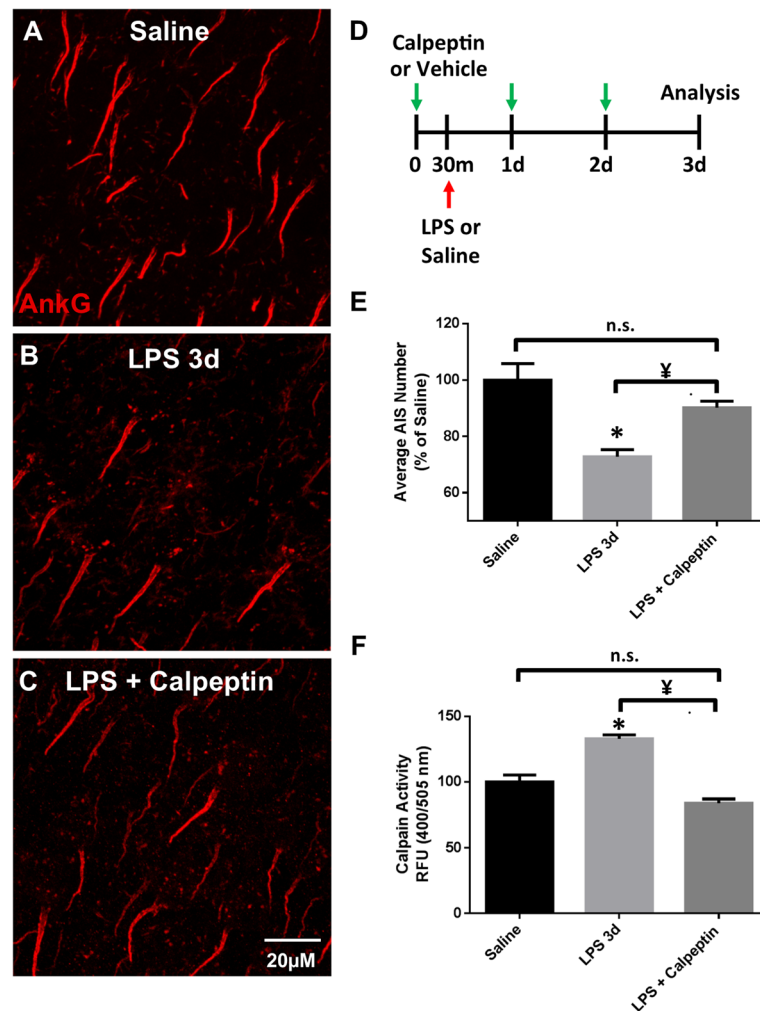 A
Saline
AnkG
B
LPS 3d
C
LPS + Calpeptin
20µM
D
Calpeptin
or Vehicle
Analysis
0 30m 1d 2d 3d
LPS or
Saline
E
Average AIS Number
(% of Saline)
120
100
80
60
n.s.
¥
*
Saline
LPS 3d
LPS + Calpeptin
F
Calpain Activity
RFU (400/505 nm)
150
100
50
0
n.s.
¥
*
Saline
LPS 3d
LPS + Calpeptin